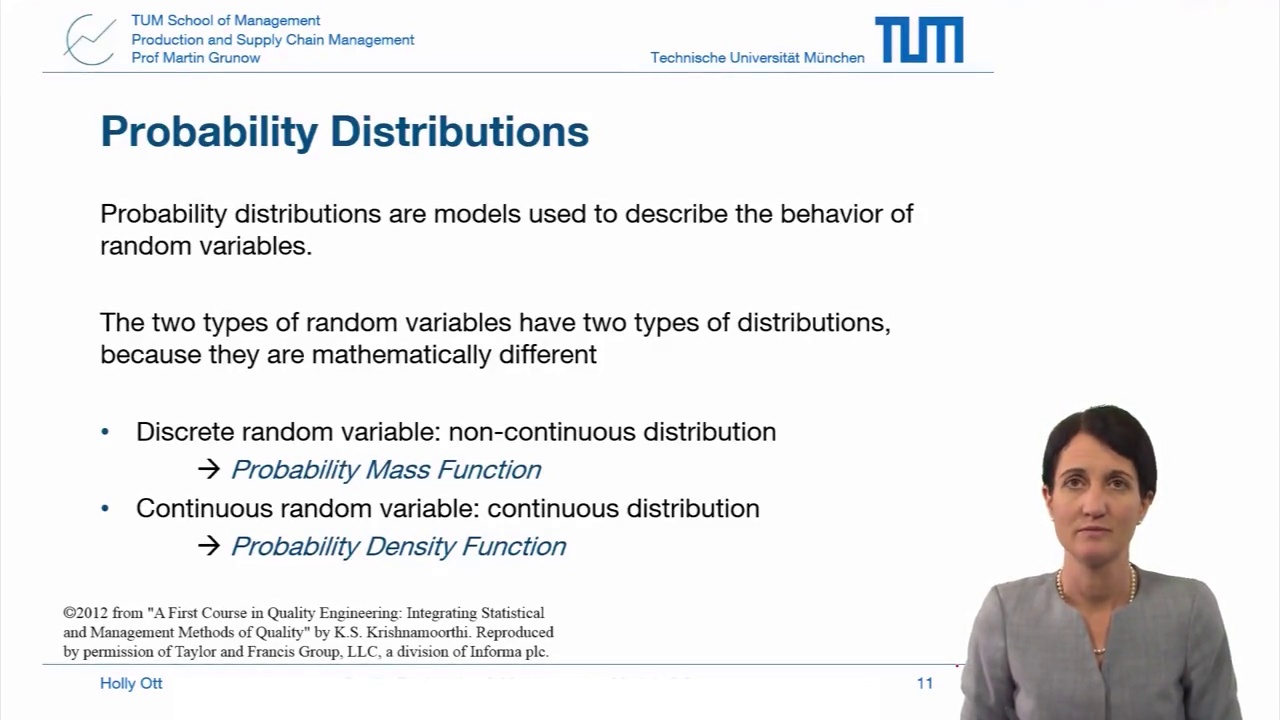 TUM School of Management
Production and Supply Chain Management
Prof Martin Grunow
Technische Universität München
TUM
Probability Distributions
Probability distributions are models used to describe the behavior of
random variables.
The two types of random variables have two types of distributions,
because they are mathematically different
• Discrete random variable: non-continuous distribution
→ Probability Mass Function
• Continuous random variable: continuous distribution
→ Probability Density Function
©2012 from "A First Course in Quality Engineering: Integrating Statistical
and Management Methods of Quality" by K.S. Krishnamoorthi. Reproduced
by permission of Taylor and Francis Group, LLC, a division of Informa plc.
Holly Ott
11